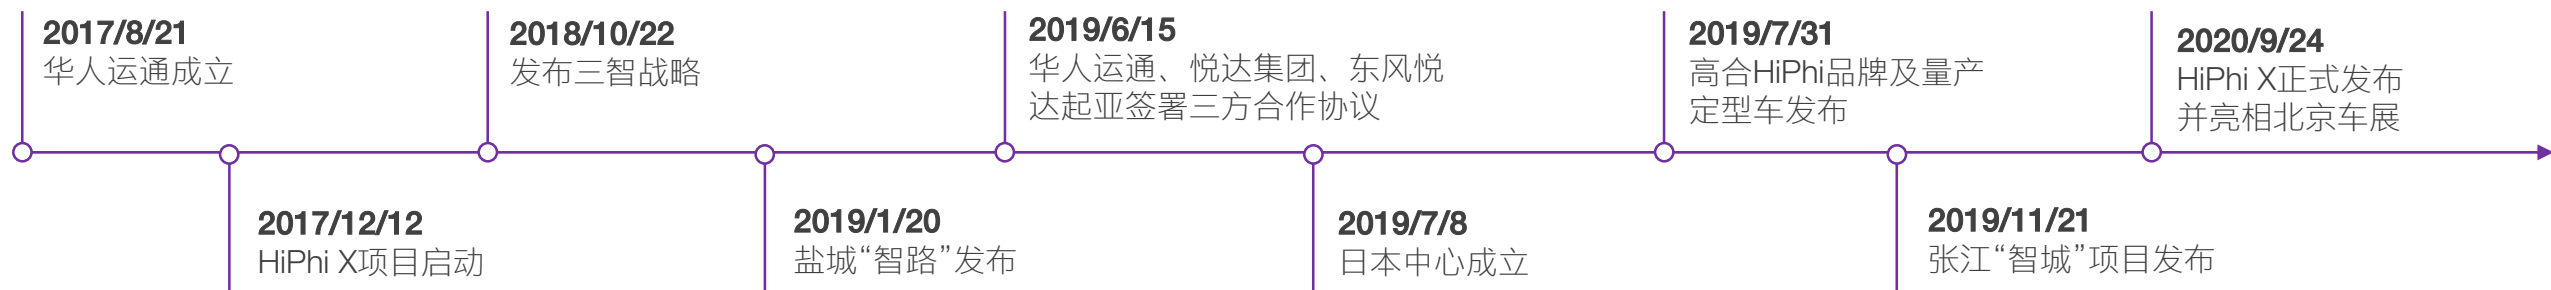 2017/8/21
华人运通成立
2017/12/12
HiPhi X项目启动
2018/10/22
发布三智战略
2019/1/20
盐城“智路”发布
2019/6/15
华人运通、悦达集团、东风悦
达起亚签署三方合作协议
2019/7/8
日本中心成立
2019/7/31
高合HiPhi品牌及量产
定型车发布
2019/11/21
张江“智城”项目发布
2020/9/24
HiPhi X正式发布
并亮相北京车展